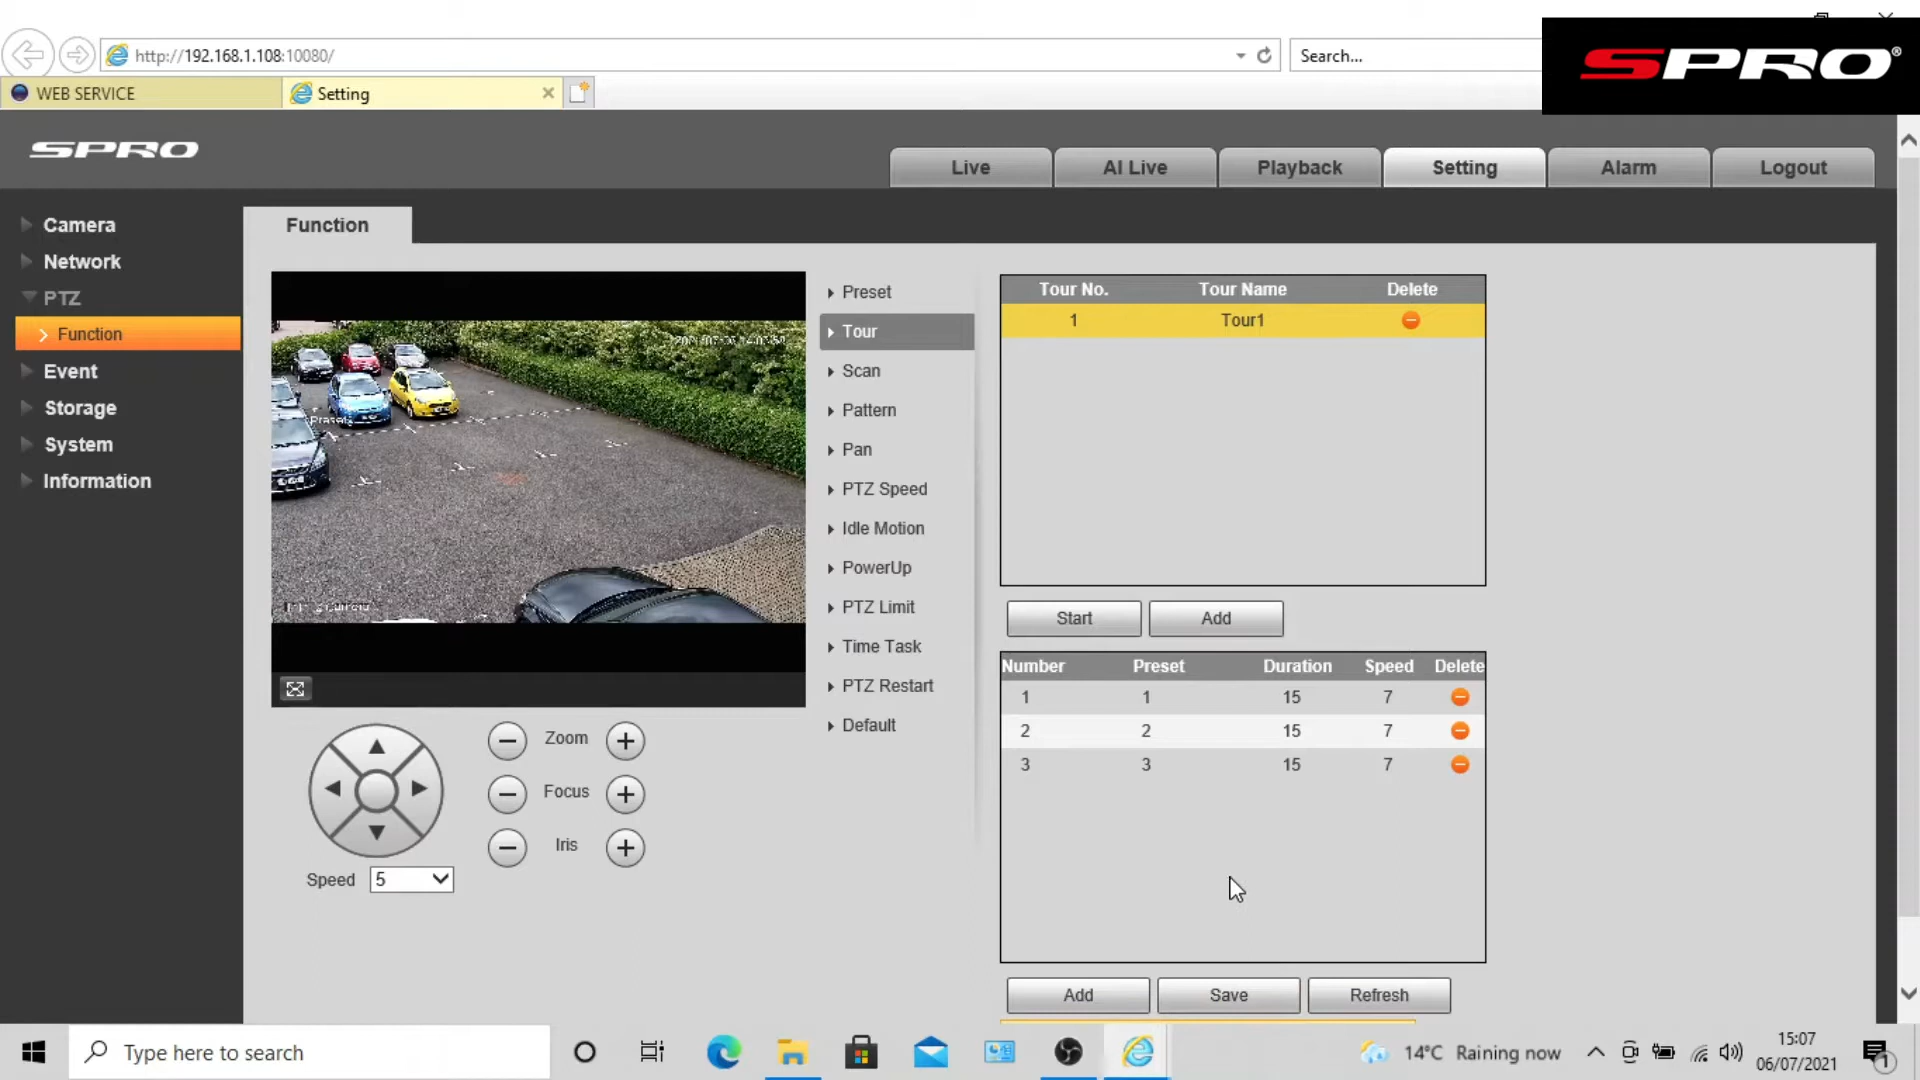 http://192.168.1.108:10080/
Search...
SPRO®
WEB SERVICE
Setting
SPRO
Live
AI Live
Playback
Setting
Alarm
Logout
Camera
Network
PTZ
Function
Event
Storage
System
Information
Function
Preset
PTZ Camera
Preset
Tour
Scan
Pattern
Pan
PTZ Speed
Idle Motion
PowerUp
PTZ Limit
Time Task
PTZ Restart
Default
Tour No. Tour Name Delete
1 Tour1
Start
Add
Number Preset Duration Speed Delete
1 1 15 7
2 2 15 7
3 3 15 7
Add
Save
Refresh
Zoom
Focus
Iris
Speed 5
Type here to search
14°C Raining now
15:07
06/07/2021
1